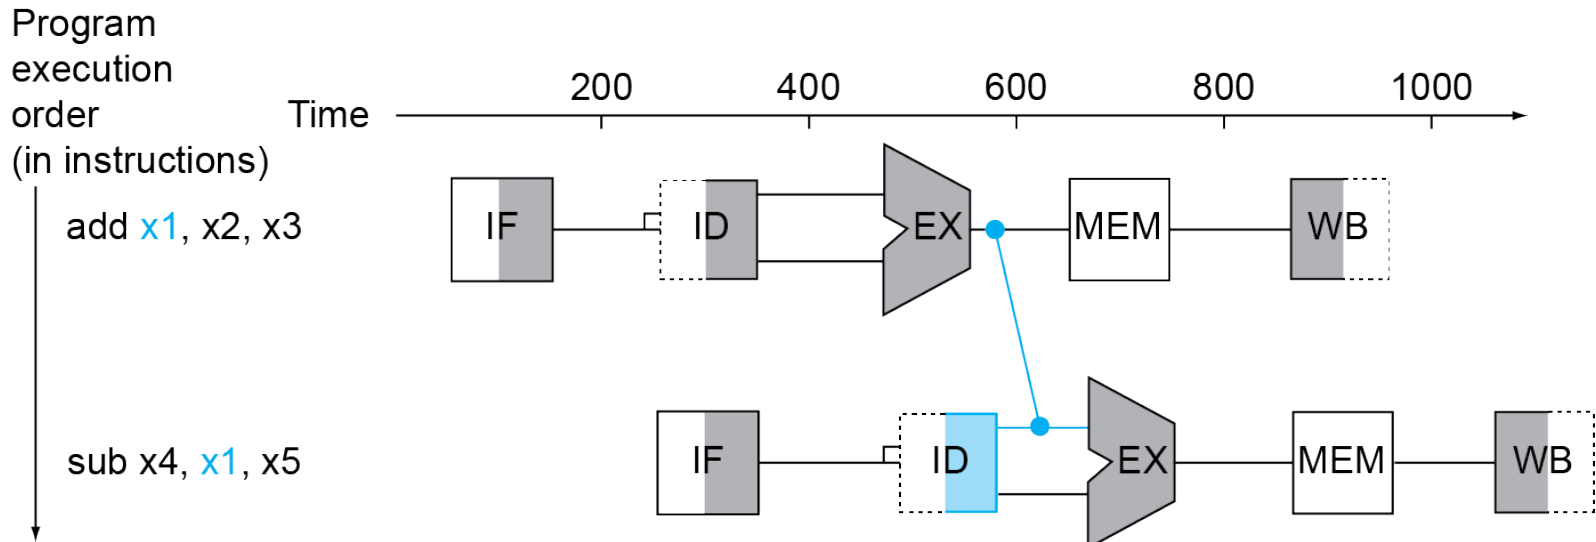 Program
execution
order
(in instructions)
Time
200 400 600 800 1000
add x1, x2, x3
IF ID EX MEM WB
sub x4, x1, x5
IF ID EX MEM WB